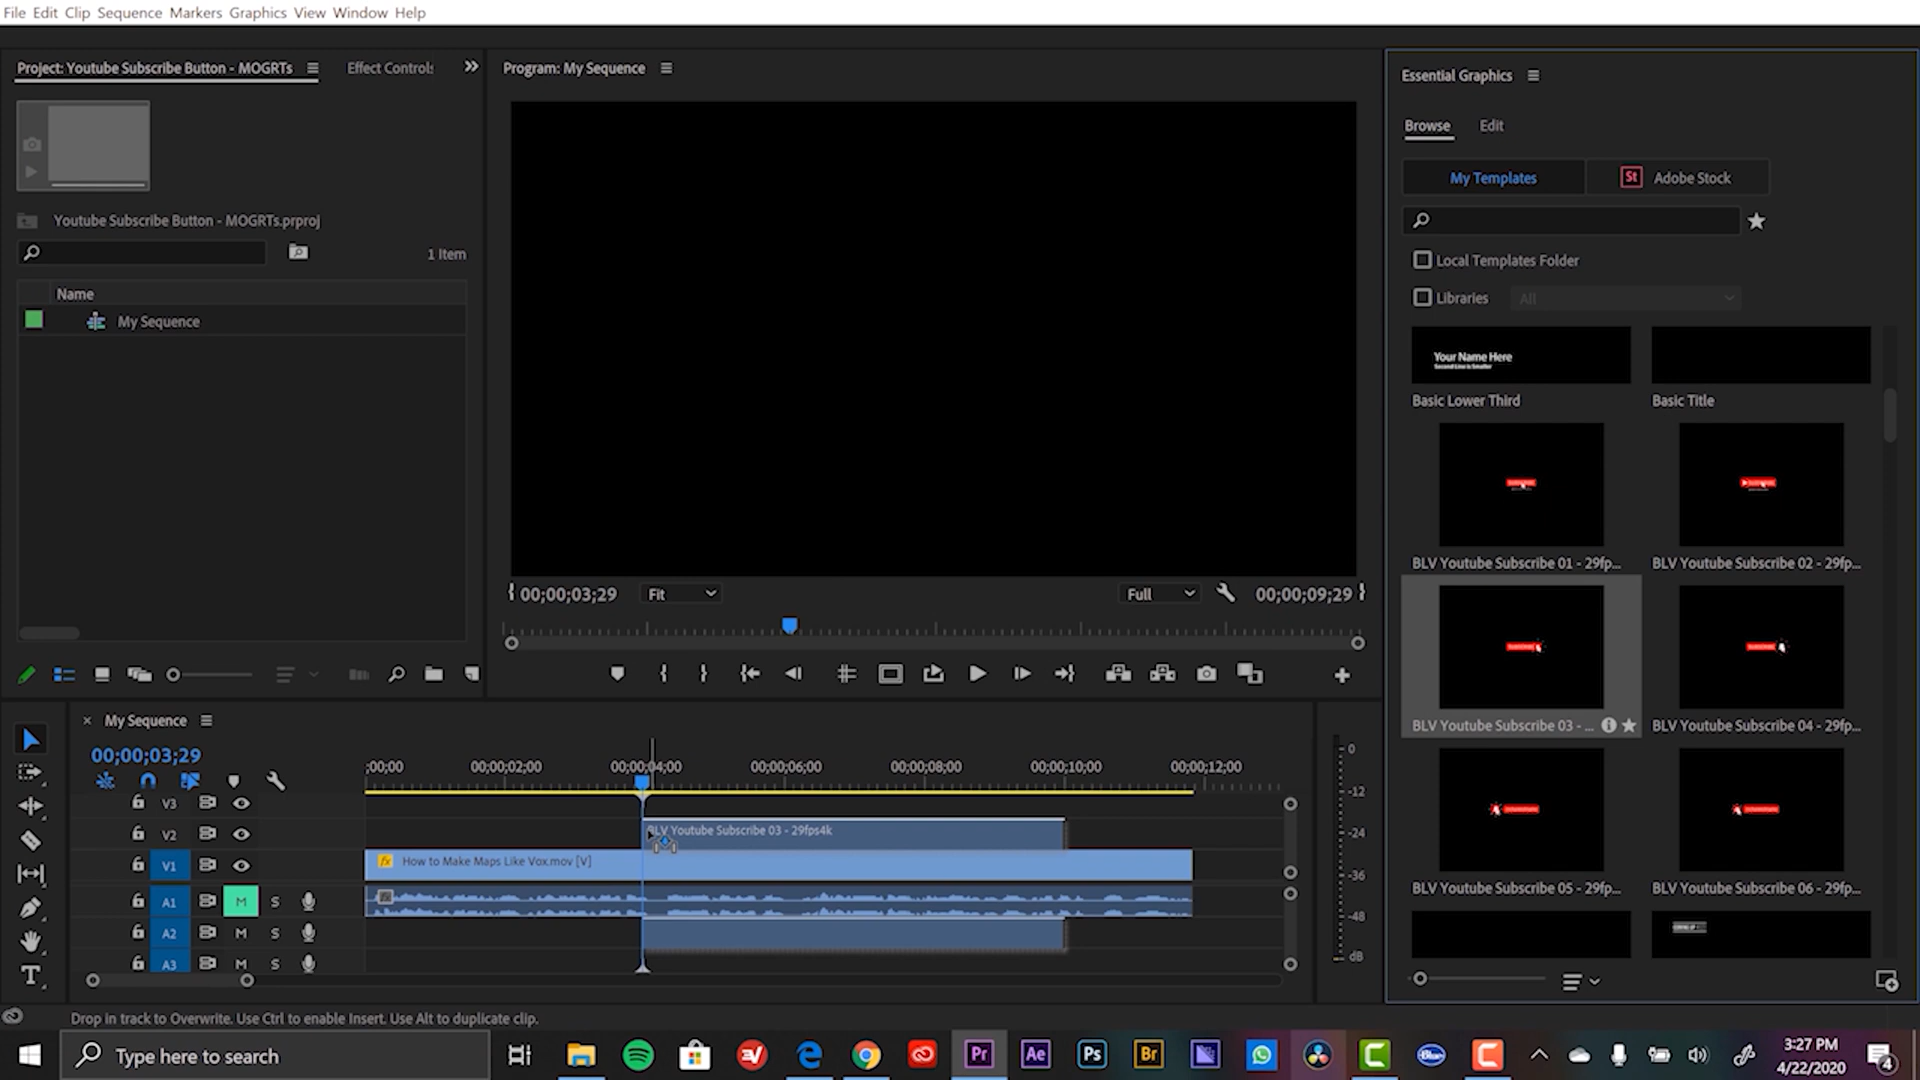 File Edit Clip Sequence Markers Graphics View Window Help
Project: Youtube Subscribe Button - MOGRTs
Effect Controls
Program: My Sequence
Essential Graphics
Browse
Edit
My Templates
St Adobe Stock
Youtube Subscribe Button - MOGRTs.prproj
1 Item
Local Templates Folder
Libraries
All
Name
My Sequence
Your Name Here
Second Line is Smaller
Basic Lower Third
Basic Title
BLV Youtube Subscribe 01 - 29fp...
BLV Youtube Subscribe 02 - 29fp...
00;00;03;29
Fit
Full
00;00;09;29
BLV Youtube Subscribe 03 - ...
BLV Youtube Subscribe 04 - 29fp...
My Sequence
00;00;03;29
;00;00
00;00;02;00
00;00;04;00
00;00;06;00
00;00;08;00
00;00;10;00
00;00;12;00
0
-12
-24
-36
-48
dB
V3
V2
BLV Youtube Subscribe 03 - 29fps4k
V1
fx How to Make Maps Like Vox.mov [V]
A1 M S
A2 M S
A3 M S
BLV Youtube Subscribe 05 - 29fp...
BLV Youtube Subscribe 06 - 29fp...
Drop in track to Overwrite. Use Ctrl to enable Insert. Use Alt to duplicate clip.
Type here to search
Pr
Ae
Ps
Br
3:27 PM
4/22/2020
4